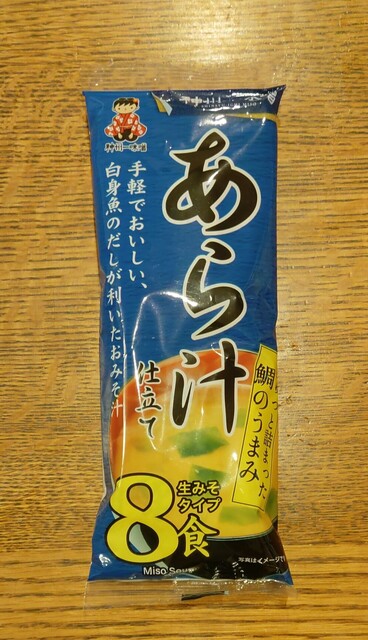 神州一味噌
あら汁
仕立て
手軽でおいしい、
白身魚のだしが利いたおみそ汁
っと詰まった
鯛のうまみ
生みそ
タイプ
8食
Miso Soup
写真はイメージです